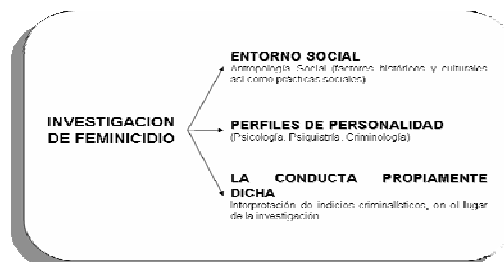 ENTORNO SOCIAL
Antropología Social (factores históricos y culturales
así como prácticas sociales)
INVESTIGACION
DE FEMINICIDIO
PERFILES DE PERSONALIDAD
(Psicología, Psiquiatría, Criminología)
LA CONDUCTA PROPIAMENTE
DICHA
Interpretación de indicios criminalísticos, en el lugar
de la investigación